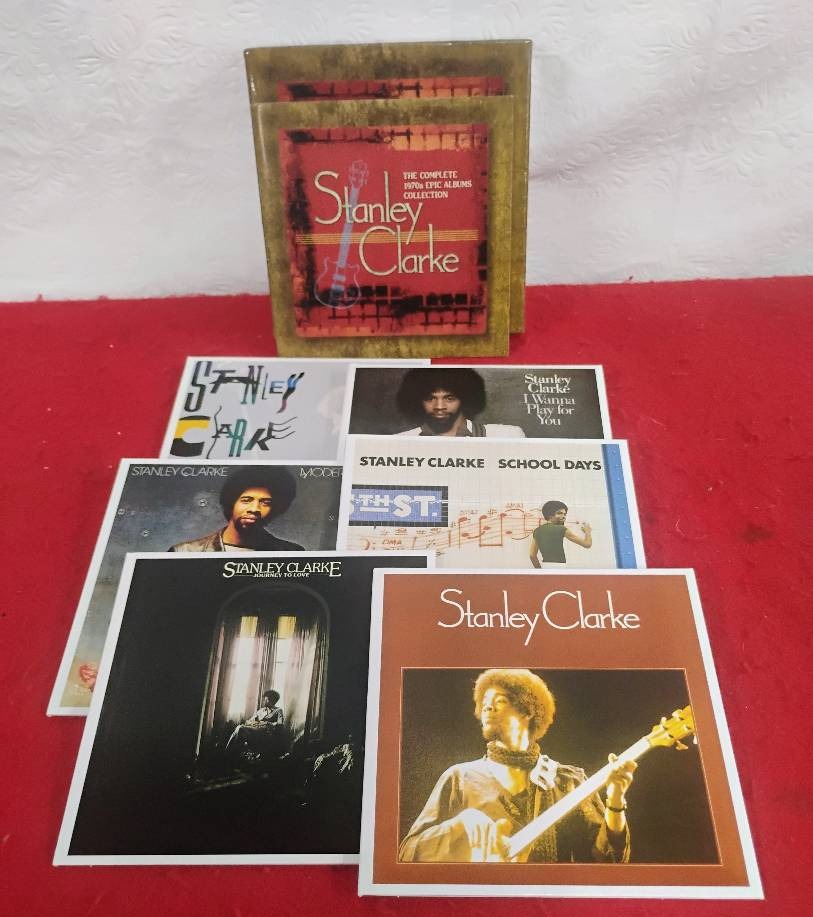 Stanley
Clarke
THE COMPLETE
1970s EPIC ALBUMS
COLLECTION
STANLEY
CLARKE
Stanley
Clarke
I Wanna
Play for
You
STANLEY CLARKE MODER
STANLEY CLARKE SCHOOL DAYS
5TH ST.
STANLEY CLARKE
JOURNEY TO LOVE
Stanley Clarke